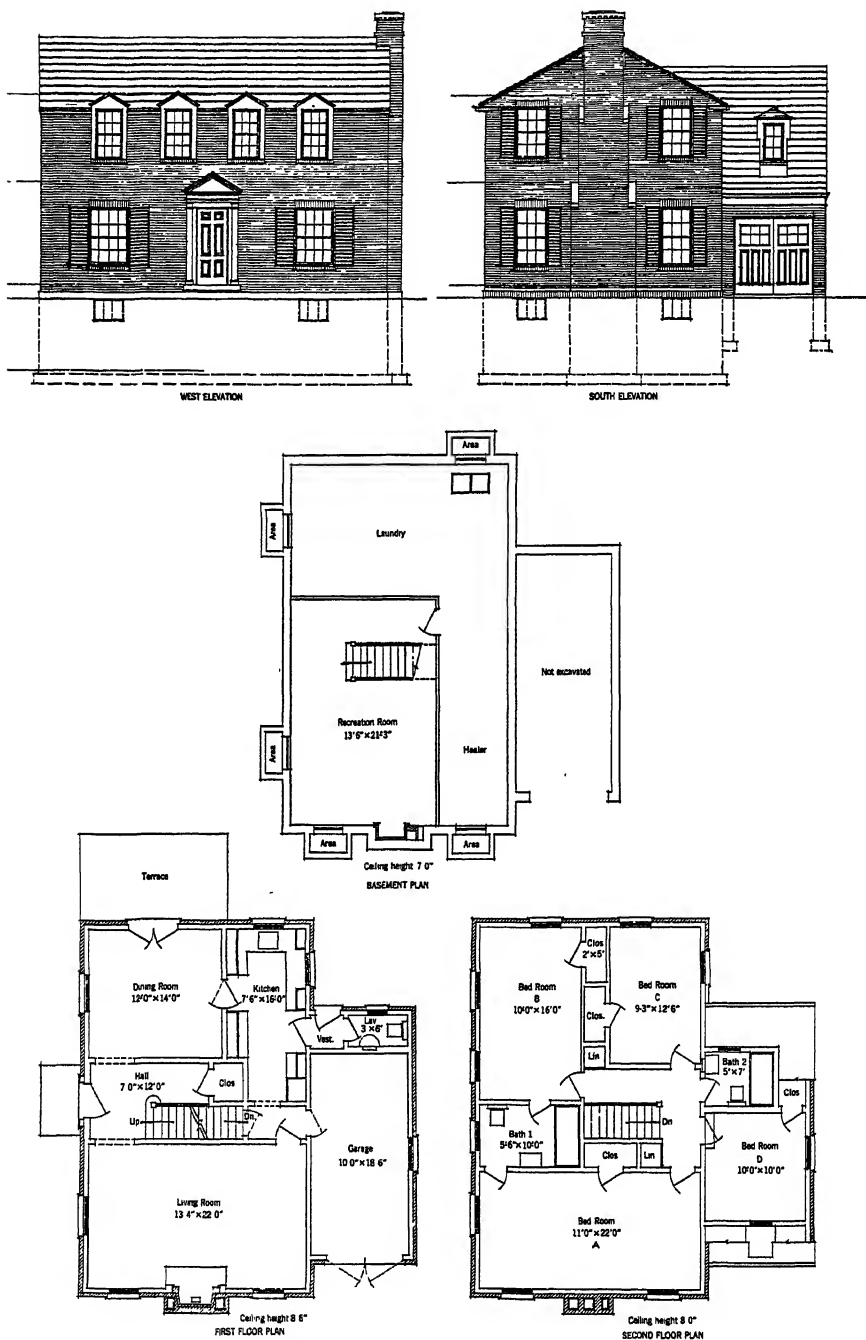 WEST ELEVATION
SOUTH ELEVATION
Area
Area
Laundry
Not excavated
Recreation Room
13'6"×21'3"
Heater
Area
Area
Area
Ceiling height 7 0"
BASEMENT PLAN
Terrace
Dining Room
12'0"×14'0"
Kitchen
7'6"×16'0"
Lav
3 ×6'
Vest.
Hall
7 0"×12'0"
Clos
Up
Dn
Garage
10 0"×18 6"
Living Room
13 4"×22 0"
Ceiling height 8 6"
FIRST FLOOR PLAN
Clos
2'×5'
Bed Room
B
10'0"×16'0"
Bed Room
C
9-3"×12'6"
Clos.
Lin
Bath 2
5'×7'
Clos
Bath 1
5'6"×10'0"
Dn
Clos
Lin
Bed Room
D
10'0"×10'0"
Bed Room
11'0"×22'0"
A
Ceiling height 8 0"
SECOND FLOOR PLAN